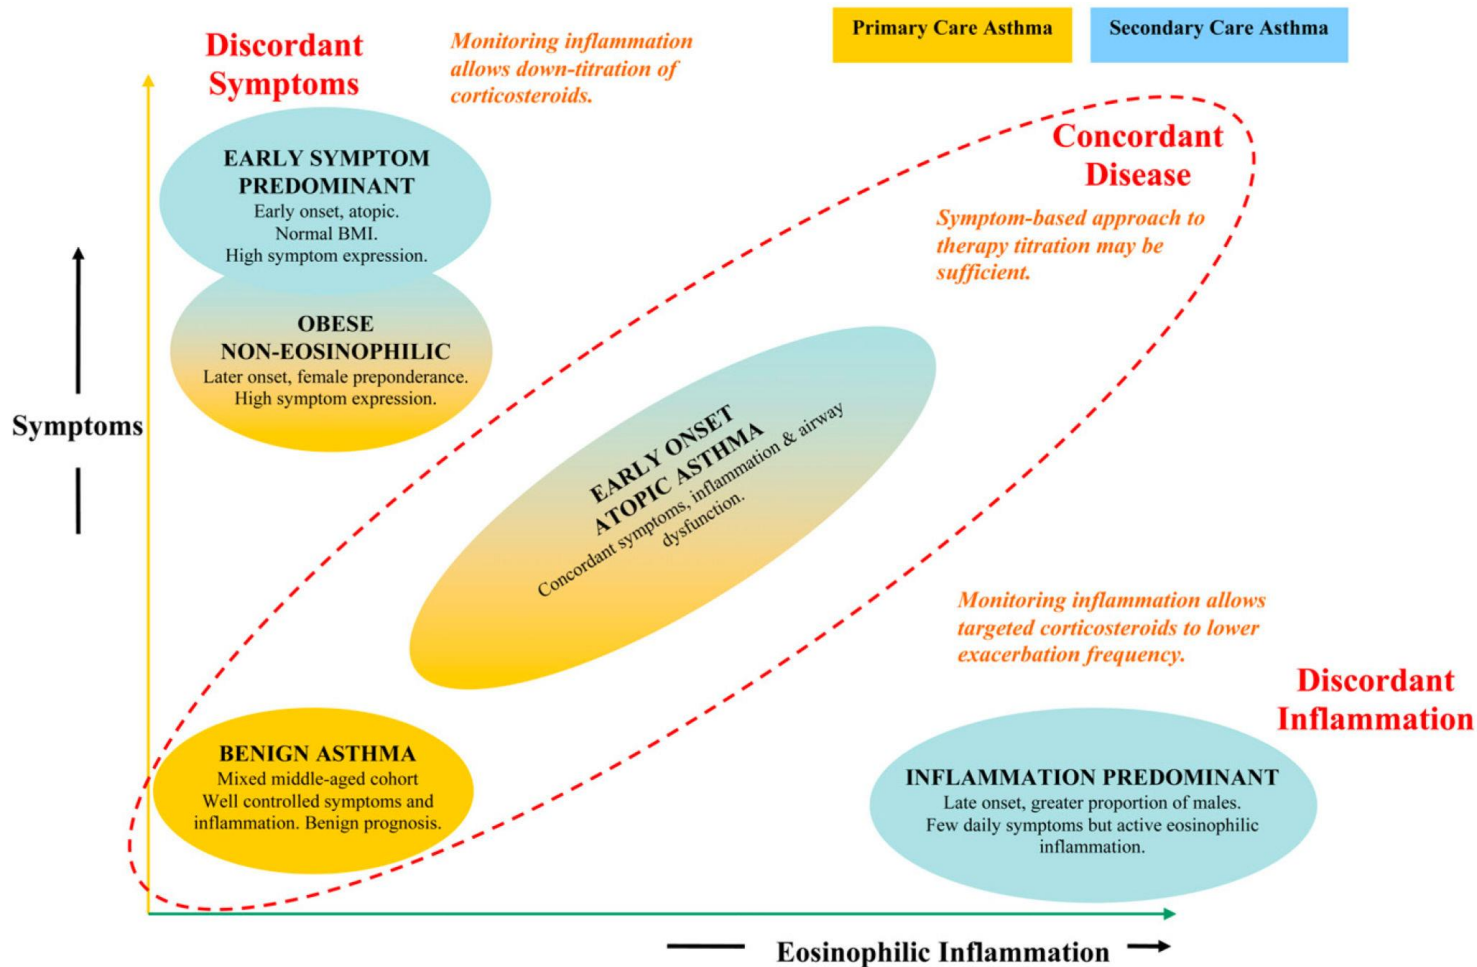 Primary Care Asthma
Secondary Care Asthma
Discordant
Symptoms
Monitoring inflammation
allows down-titration of
corticosteroids.
EARLY SYMPTOM
PREDOMINANT
Early onset, atopic.
Normal BMI.
High symptom expression.
OBESE
NON-EOSINOPHILIC
Later onset, female preponderance.
High symptom expression.
Concordant
Disease
Symptom-based approach to
therapy titration may be
sufficient.
Symptoms
EARLY ONSET
ATOPIC ASTHMA
Concordant symptoms, inflammation & airway
dysfunction.
Monitoring inflammation allows
targeted corticosteroids to lower
exacerbation frequency.
Discordant
Inflammation
BENIGN ASTHMA
Mixed middle-aged cohort
Well controlled symptoms and
inflammation. Benign prognosis.
INFLAMMATION PREDOMINANT
Late onset, greater proportion of males.
Few daily symptoms but active eosinophilic
inflammation.
Eosinophilic Inflammation